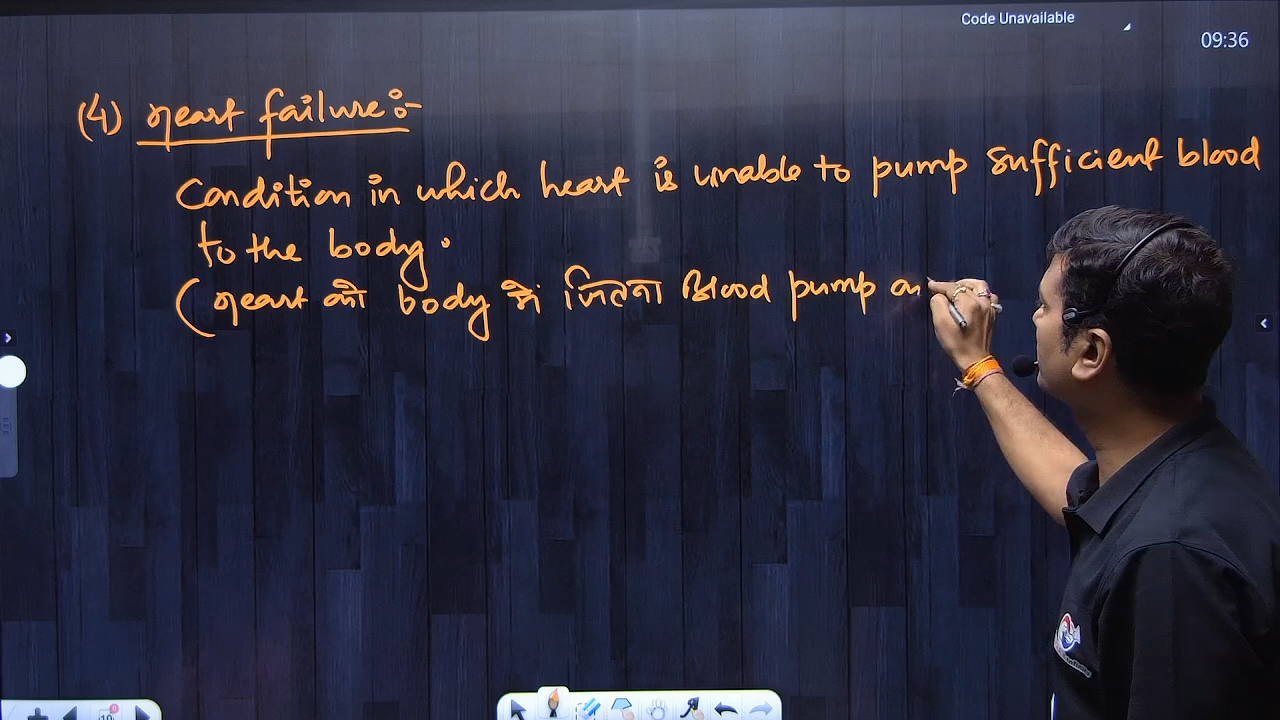 Code Unavailable
09:36
(4) Heart failure:-
Condition in which heart is unable to pump sufficient blood
to the body.
(Heart को body में जितना Blood pump क